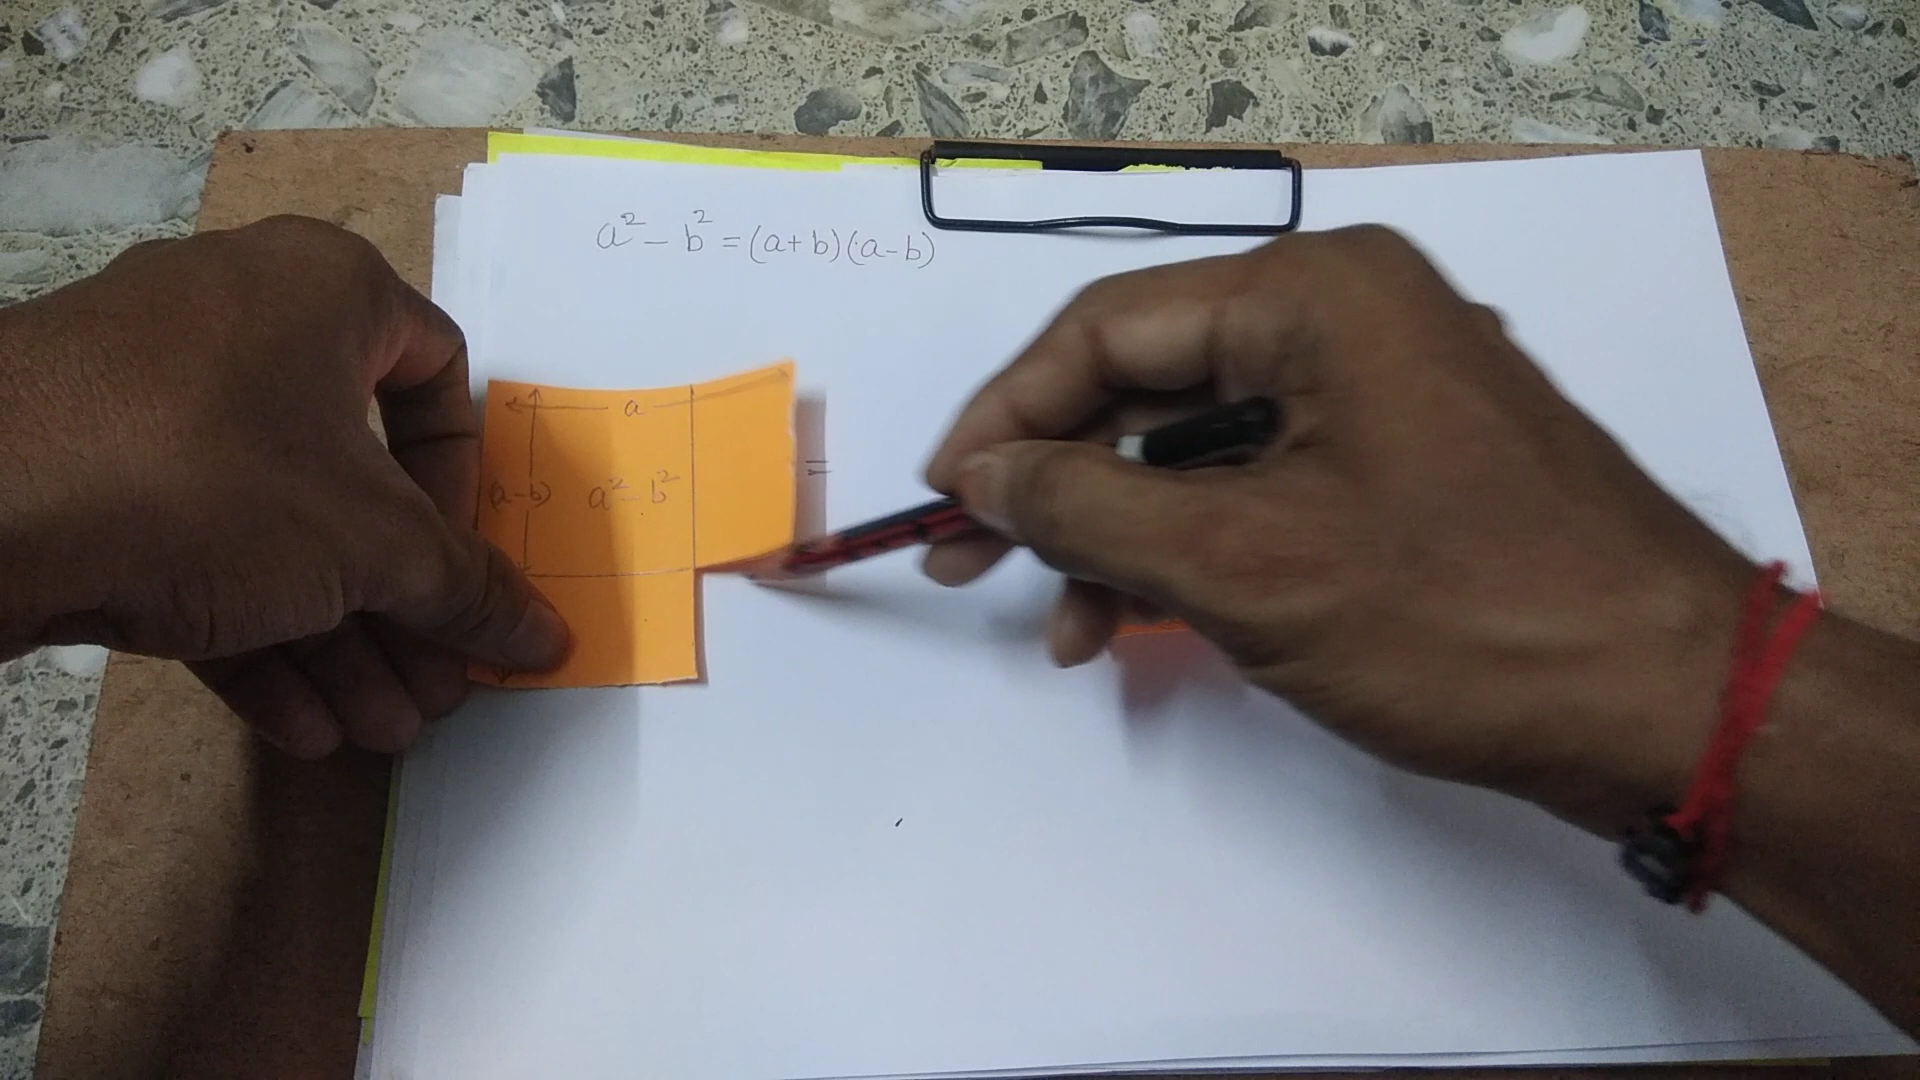 a² - b² = (a+b)(a-b)
a
(a-b) a² - b²
=